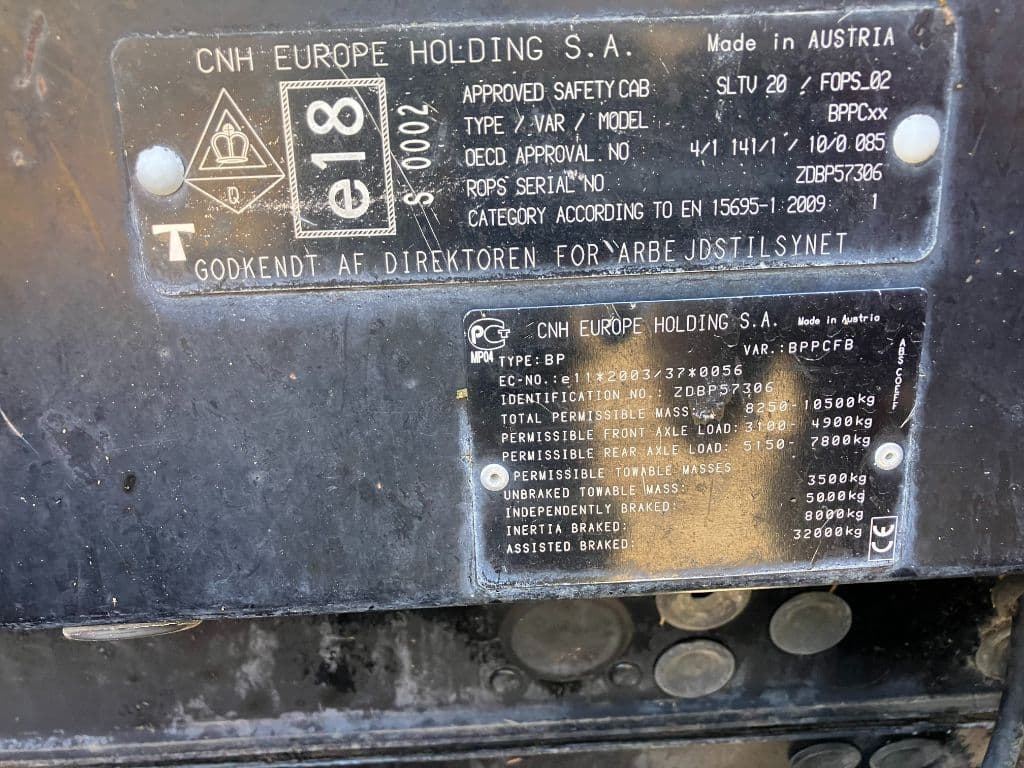 CNH EUROPE HOLDING S.A. Made in AUSTRIA
APPROVED SAFETY CAB SLTV 20 / FOPS_02
TYPE / VAR / MODEL BPPCxx
OECD APPROVAL. NO 4/1 141/1 / 10/0 085
ROPS SERIAL NO ZDBP57306
CATEGORY ACCORDING TO EN 15695-1:2009: 1
Q
e18
S 0002
T
GODKENDT AF DIREKTOREN FOR ARBEJDSTILSYNET
PCT
MP04
CNH EUROPE HOLDING S.A. Made in Austria
TYPE: BP VAR.: BPPCFB
EC-NO.: e11*2003/37*0056
IDENTIFICATION NO.: ZDBP57306
TOTAL PERMISSIBLE MASS: 8250-10500kg
PERMISSIBLE FRONT AXLE LOAD: 3100- 4900kg
PERMISSIBLE REAR AXLE LOAD: 5150- 7800kg
PERMISSIBLE TOWABLE MASSES
UNBRAKED TOWABLE MASS: 3500kg
INDEPENDENTLY BRAKED: 5000kg
INERTIA BRAKED: 8000kg
ASSISTED BRAKED: 32000kg
CE